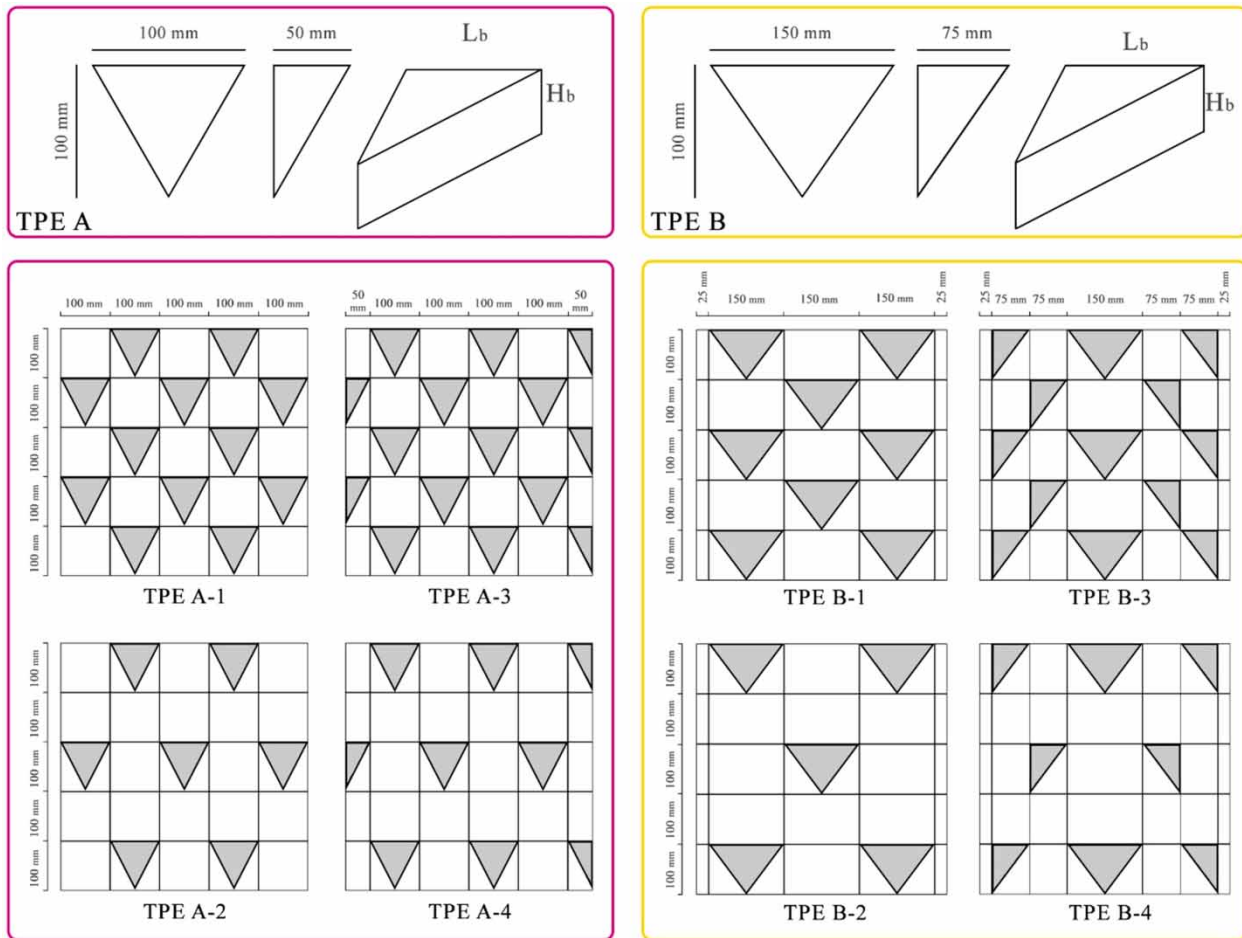 100 mm 50 mm Lb
Hb
100 mm
TPE A
150 mm 75 mm Lb
Hb
100 mm
TPE B
100 mm 100 mm 100 mm 100 mm 100 mm
100 mm
100 mm
100 mm
100 mm
100 mm
TPE A-1
50 mm 100 mm 100 mm 100 mm 100 mm 50 mm
TPE A-3
100 mm
100 mm
100 mm
100 mm
100 mm
TPE A-2
TPE A-4
25 mm 150 mm 150 mm 150 mm 25 mm
100 mm
100 mm
100 mm
100 mm
100 mm
TPE B-1
25 mm 75 mm 75 mm 150 mm 75 mm 75 mm 25 mm
TPE B-3
100 mm
100 mm
100 mm
100 mm
100 mm
TPE B-2
TPE B-4